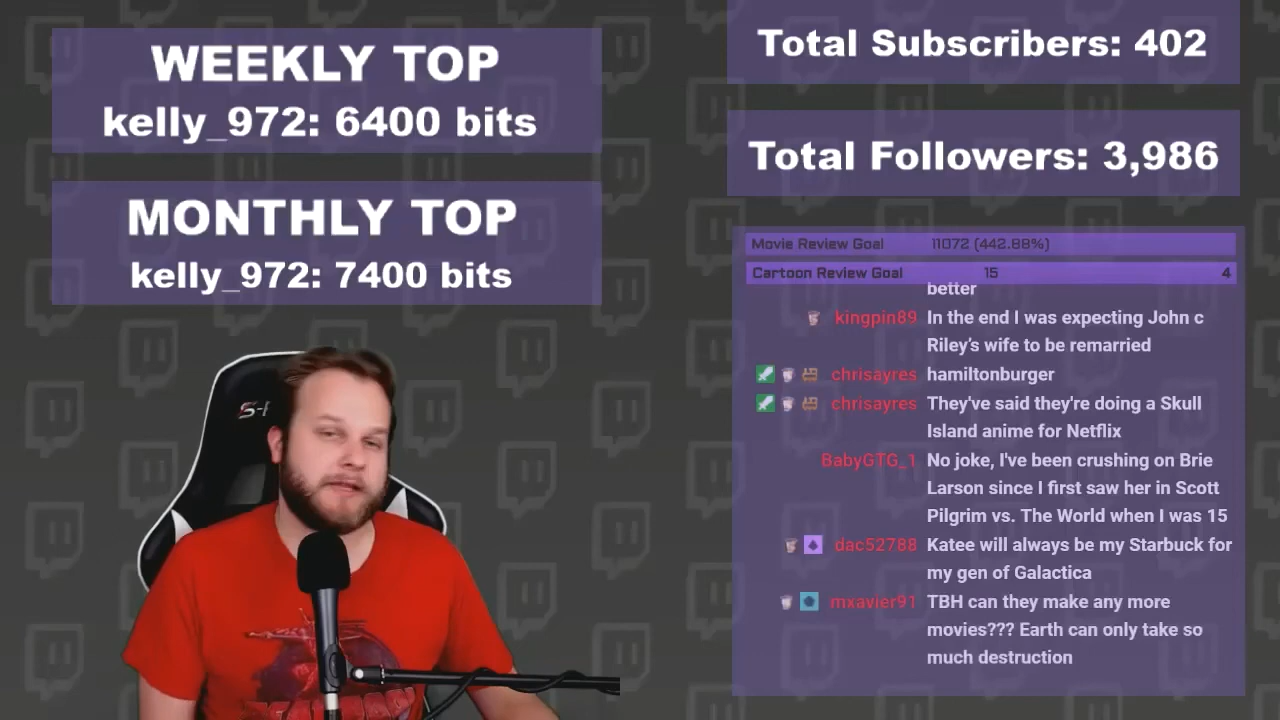 WEEKLY TOP
kelly_972: 6400 bits
MONTHLY TOP
kelly_972: 7400 bits
Total Subscribers: 402
Total Followers: 3,986
Movie Review Goal 11072 (442.88%)
Cartoon Review Goal 15 4
better
kingpin89 In the end I was expecting John c
Riley's wife to be remarried
chrisayres hamiltonburger
chrisayres They've said they're doing a Skull
Island anime for Netflix
BabyGTG_1 No joke, I've been crushing on Brie
Larson since I first saw her in Scott
Pilgrim vs. The World when I was 15
dac52788 Katee will always be my Starbuck for
my gen of Galactica
mxavier91 TBH can they make any more
movies??? Earth can only take so
much destruction